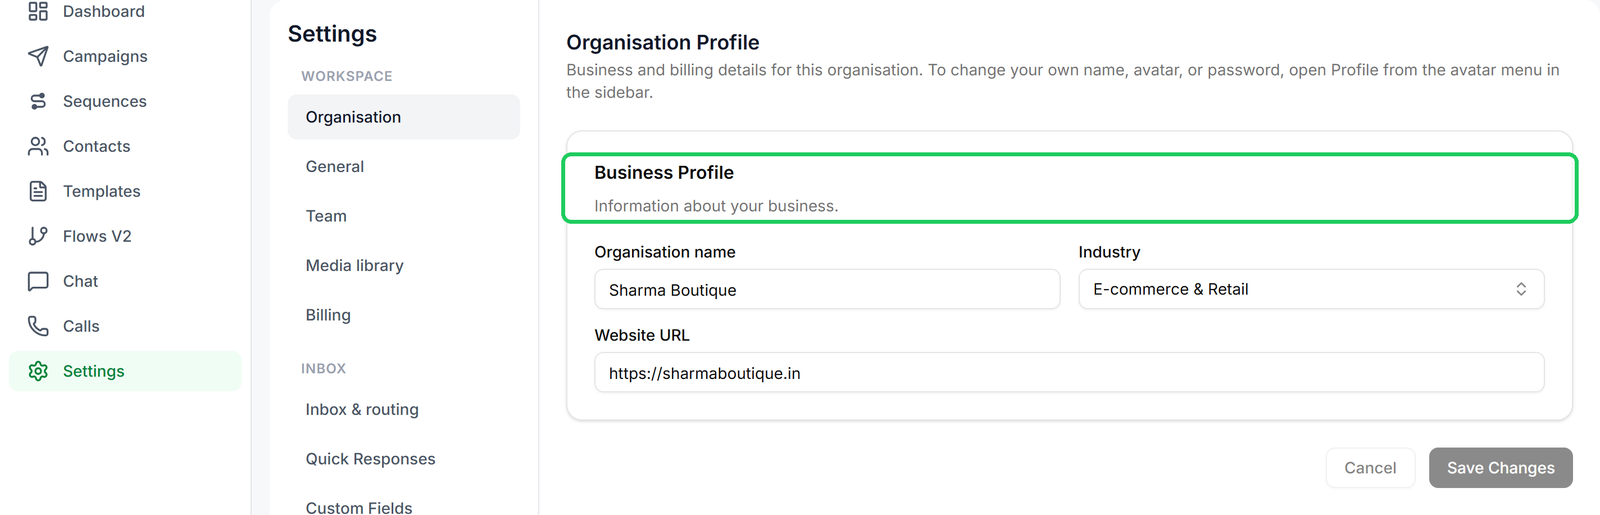 Dashboard
Campaigns
Sequences
Contacts
Templates
Flows V2
Chat
Calls
Settings
Settings
WORKSPACE
Organisation
General
Team
Media library
Billing
INBOX
Inbox & routing
Quick Responses
Custom Fields
Organisation Profile
Business and billing details for this organisation. To change your own name, avatar, or password, open Profile from the avatar menu in
the sidebar.
Business Profile
Information about your business.
Organisation name
Industry
Sharma Boutique
E-commerce & Retail
Website URL
https://sharmaboutique.in
Cancel
Save Changes